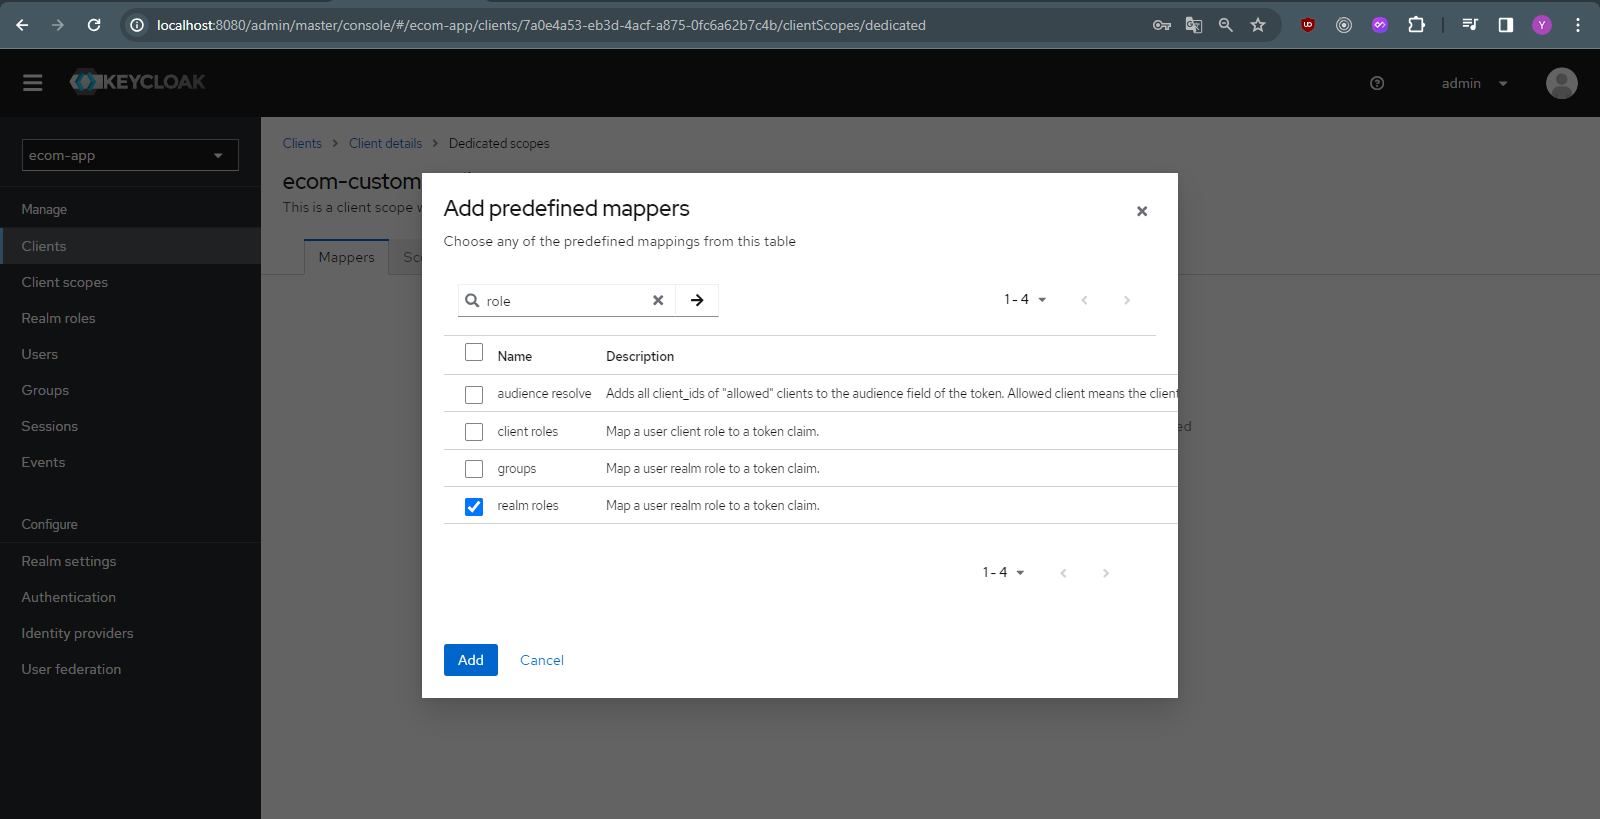 localhost:8080/admin/master/console/#/ecom-app/clients/7a0e4a53-eb3d-4acf-a875-0fc6a62b7c4b/clientScopes/dedicated
UD
Y
KEYCLOAK
admin
ecom-app
Manage
Clients
Client scopes
Realm roles
Users
Groups
Sessions
Events
Configure
Realm settings
Authentication
Identity providers
User federation
Clients > Client details > Dedicated scopes
ecom-custom
This is a client scope
Mappers
Add predefined mappers
Choose any of the predefined mappings from this table
role
1 - 4
Name Description
audience resolve Adds all client_ids of "allowed" clients to the audience field of the token. Allowed client means the client
client roles Map a user client role to a token claim.
groups Map a user realm role to a token claim.
realm roles Map a user realm role to a token claim.
1 - 4
Add Cancel